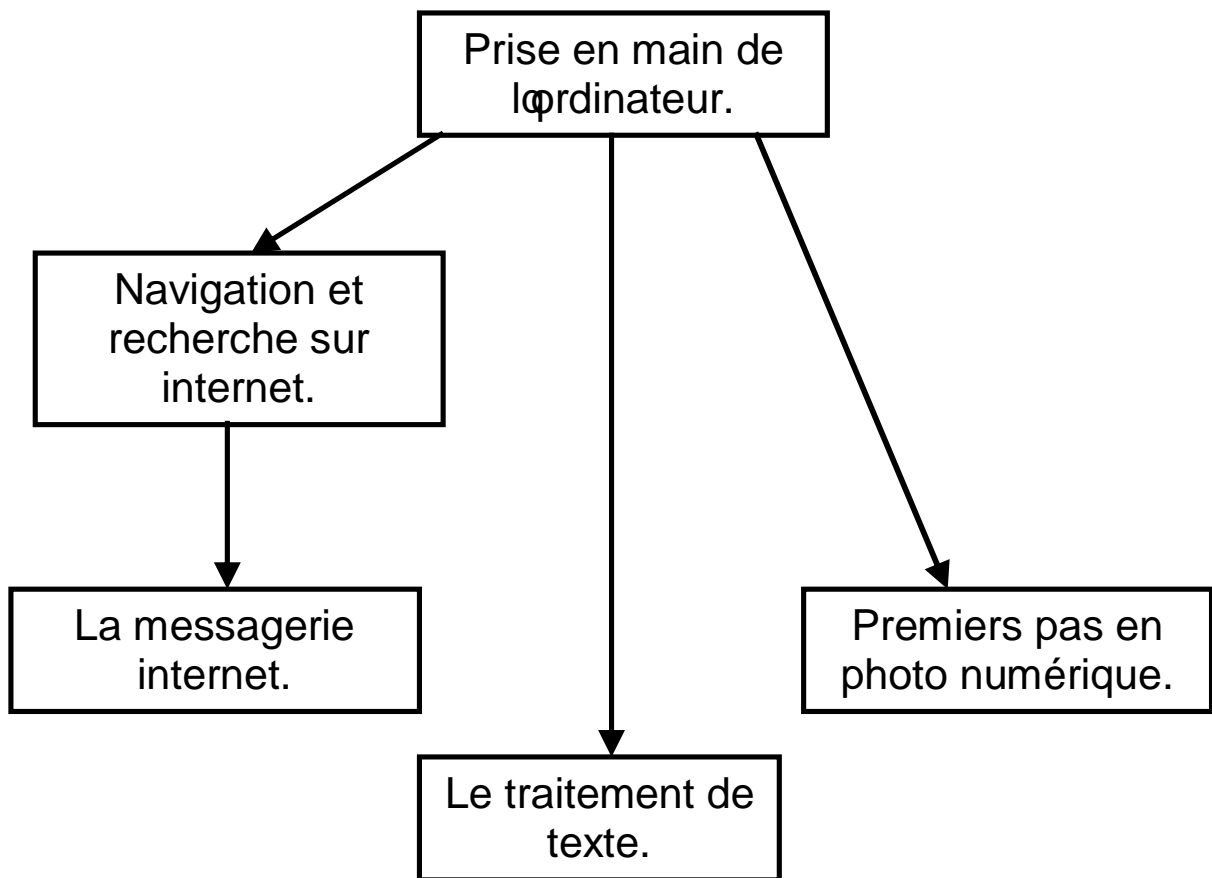 Prise en main de
l'ordinateur.
Navigation et
recherche sur
internet.
La messagerie
internet.
Premiers pas en
photo numérique.
Le traitement de
texte.